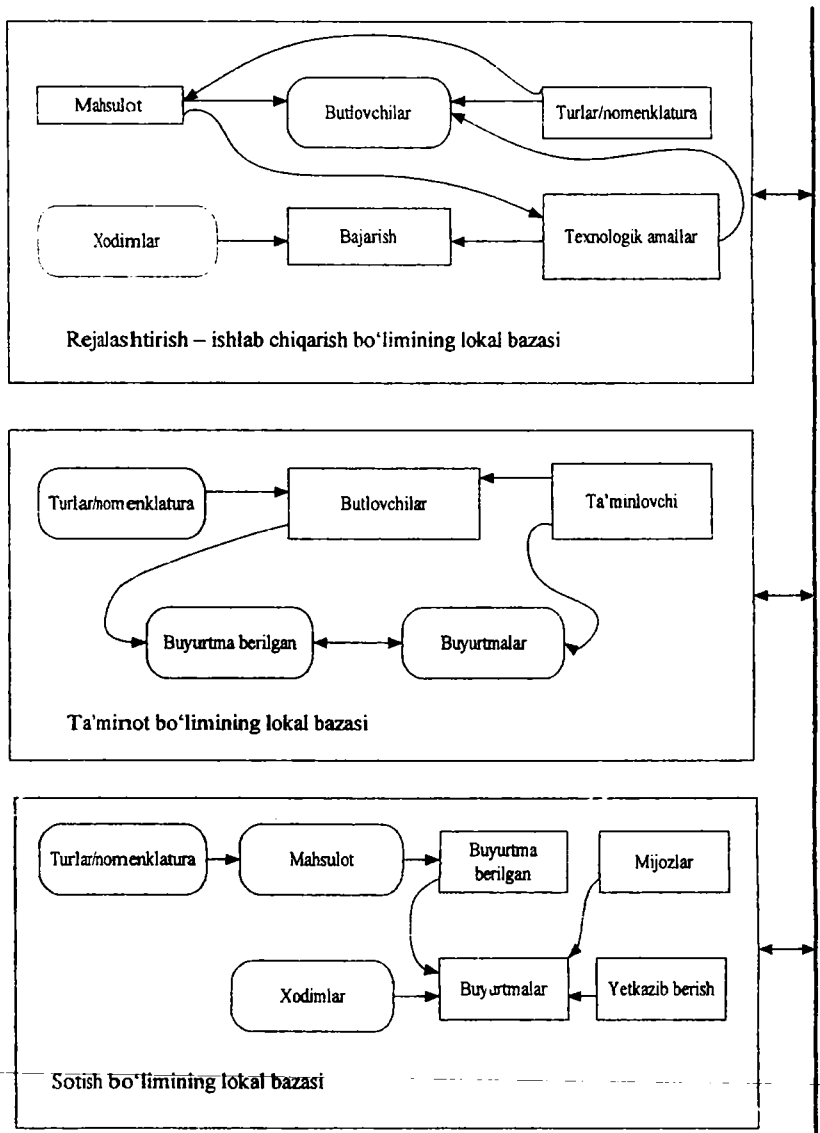 Mahsulot
Butlovchilar
Turlar/nomenklatura
Xodimlar
Bajarish
Texnologik amallar
Rejalashtirish – ishlab chiqarish bo‘limining lokal bazasi
Turlar/nomenklatura
Butlovchilar
Ta’minlovchi
Buyurtma berilgan
Buyurtmalar
Ta’minot bo‘limining lokal bazasi
Turlar/nomenklatura
Mahsulot
Buyurtma
berilgan
Mijozlar
Xodimlar
Buyurtmalar
Yetkazib berish
Sotish bo‘limining lokal bazasi